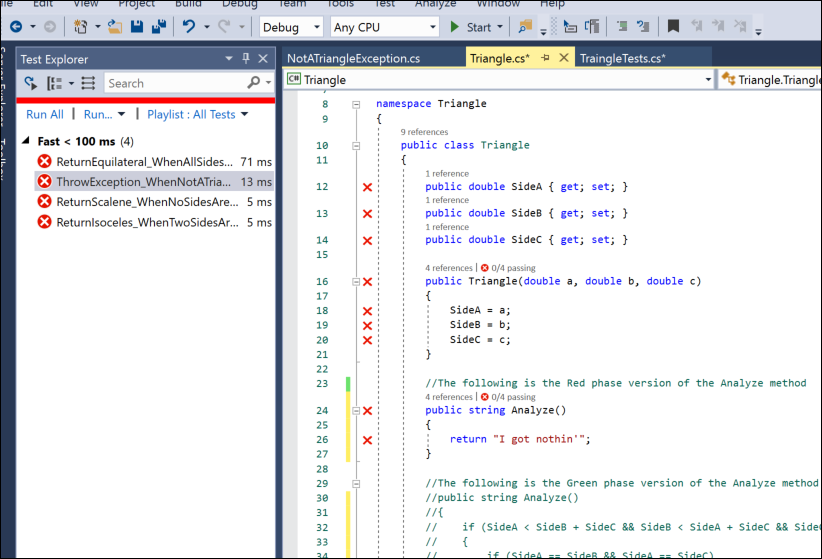 File Edit View Project Build Debug Team Tools Test Analyze Window Help
Debug Any CPU Start
Test Explorer
Search
Run All | Run... | Playlist : All Tests
Fast < 100 ms (4)
ReturnEquilateral_WhenAllSides... 71 ms
ThrowException_WhenNotATria... 13 ms
ReturnScalene_WhenNoSidesAre... 5 ms
ReturnIsoceles_WhenTwoSidesAr... 5 ms
NotATriangleException.cs Triangle.cs* TraingleTests.cs*
C# Triangle Triangle.Triangle
8 namespace Triangle
9 {
9 references
10 public class Triangle
11 {
1 reference
12 public double SideA { get; set; }
1 reference
13 public double SideB { get; set; }
1 reference
14 public double SideC { get; set; }
15
4 references | 0/4 passing
16 public Triangle(double a, double b, double c)
17 {
18 SideA = a;
19 SideB = b;
20 SideC = c;
21 }
22
23 //The following is the Red phase version of the Analyze method
4 references | 0/4 passing
24 public string Analyze()
25 {
26 return "I got nothin'";
27 }
28
29 //The following is the Green phase version of the Analyze method
30 //public string Analyze()
31 //{
32 // if (SideA < SideB + SideC && SideB < SideA + SideC && Side
33 // {
34 // if (SideA == SideB && SideA == SideC)